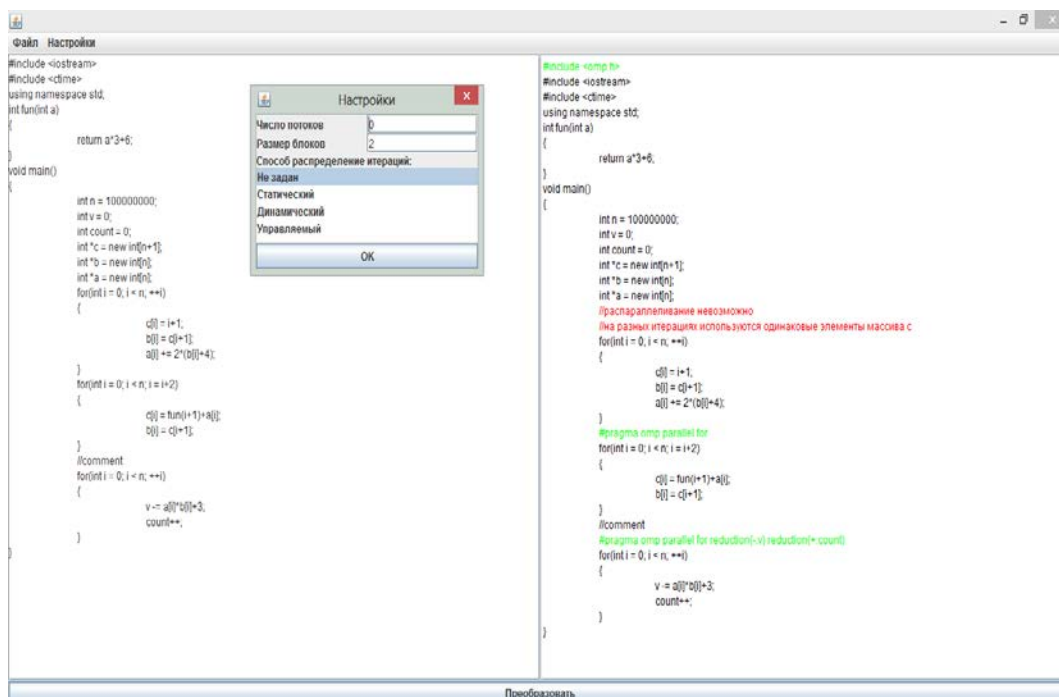 Файл Настройки
#include <iostream>
#include <ctime>
using namespace std;
int fun(int a)
{
return a*3+6;
}
void main()
{
int n = 100000000;
int v = 0;
int count = 0;
int *c = new int[n+1];
int *b = new int[n];
int *a = new int[n];
for(int i = 0; i < n; ++i)
{
c[i] = i+1;
b[i] = c[i+1];
a[i] += 2*(b[i]+4);
}
for(int i = 0; i < n; i = i+2)
{
c[i] = fun(i+1)+a[i];
b[i] = c[i+1];
}
//comment
for(int i = 0; i < n; ++i)
{
v -= a[i]*b[i]+3;
count++;
}
}
Настройки
Число потоков 0
Размер блоков 2
Способ распределение итераций:
Не задан
Статический
Динамический
Управляемый
OK
#include <omp.h>
#include <iostream>
#include <ctime>
using namespace std;
int fun(int a)
{
return a*3+6;
}
void main()
{
int n = 100000000;
int v = 0;
int count = 0;
int *c = new int[n+1];
int *b = new int[n];
int *a = new int[n];
//распараллеливание невозможно
//на разных итерациях используются одинаковые элементы массива c
for(int i = 0; i < n; ++i)
{
c[i] = i+1;
b[i] = c[i+1];
a[i] += 2*(b[i]+4);
}
#pragma omp parallel for
for(int i = 0; i < n; i = i+2)
{
c[i] = fun(i+1)+a[i];
b[i] = c[i+1];
}
//comment
#pragma omp parallel for reduction(-:v) reduction(+:count)
for(int i = 0; i < n; ++i)
{
v -= a[i]*b[i]+3;
count++;
}
}
Преобразовать